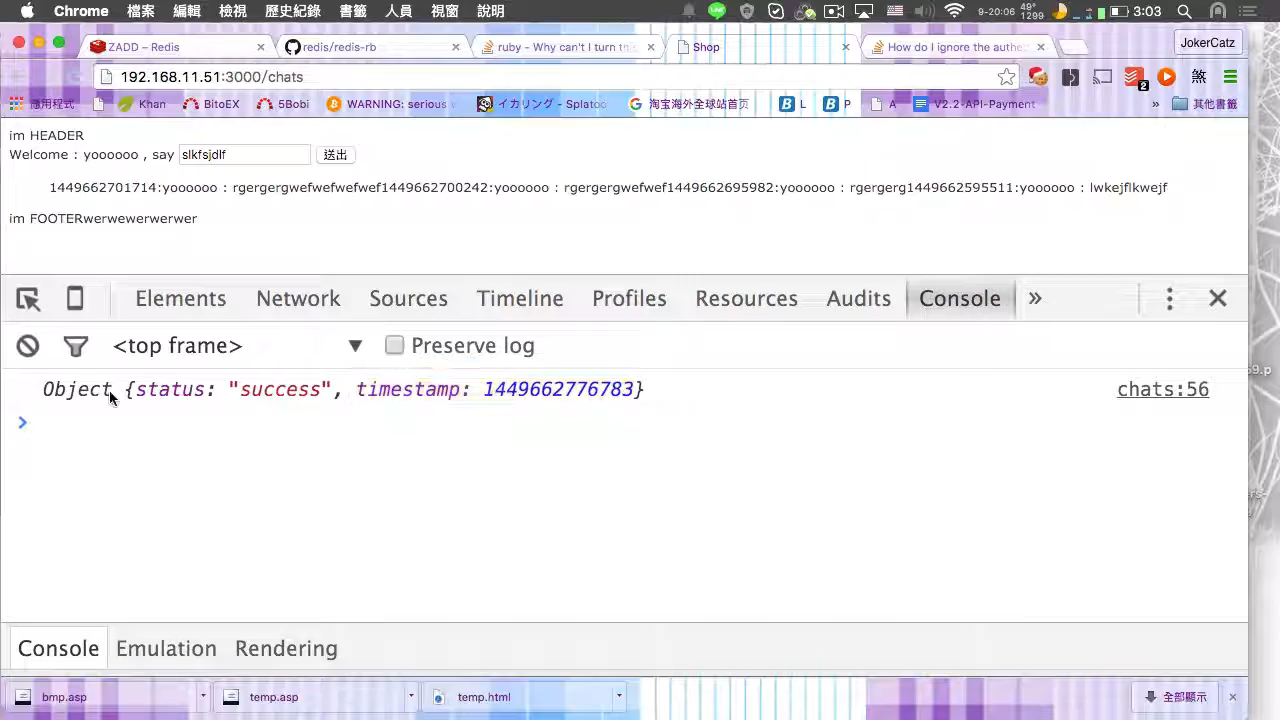 Chrome 檔案 編輯 檢視 歷史紀錄 書籤 人員 視窗 說明 9-20:06 48° 1299 3:03
ZADD – Redis redis/redis-rb ruby - Why can't I turn this Shop How do I ignore the authe JokerCatz
192.168.11.51:3000/chats 2 煞
應用程式 Khan BitoEX 5Bobi WARNING: serious イカリング - Splatoo 淘宝海外全球站首页 L P A V2.2-API-Payment » 其他書籤
im HEADER
Welcome : yoooooo , say slkfsjdlf 送出
1449662701714:yoooooo : rgergergwefwefwefwef1449662700242:yoooooo : rgergergwefwef1449662695982:yoooooo : rgergerg1449662595511:yoooooo : lwkejflkwejf
im FOOTERwerwewerwerwer
Elements Network Sources Timeline Profiles Resources Audits Console »
<top frame> ▼ Preserve log
Object {status: "success", timestamp: 1449662776783} chats:56
>
Console Emulation Rendering
bmp.asp temp.asp temp.html 全部顯示